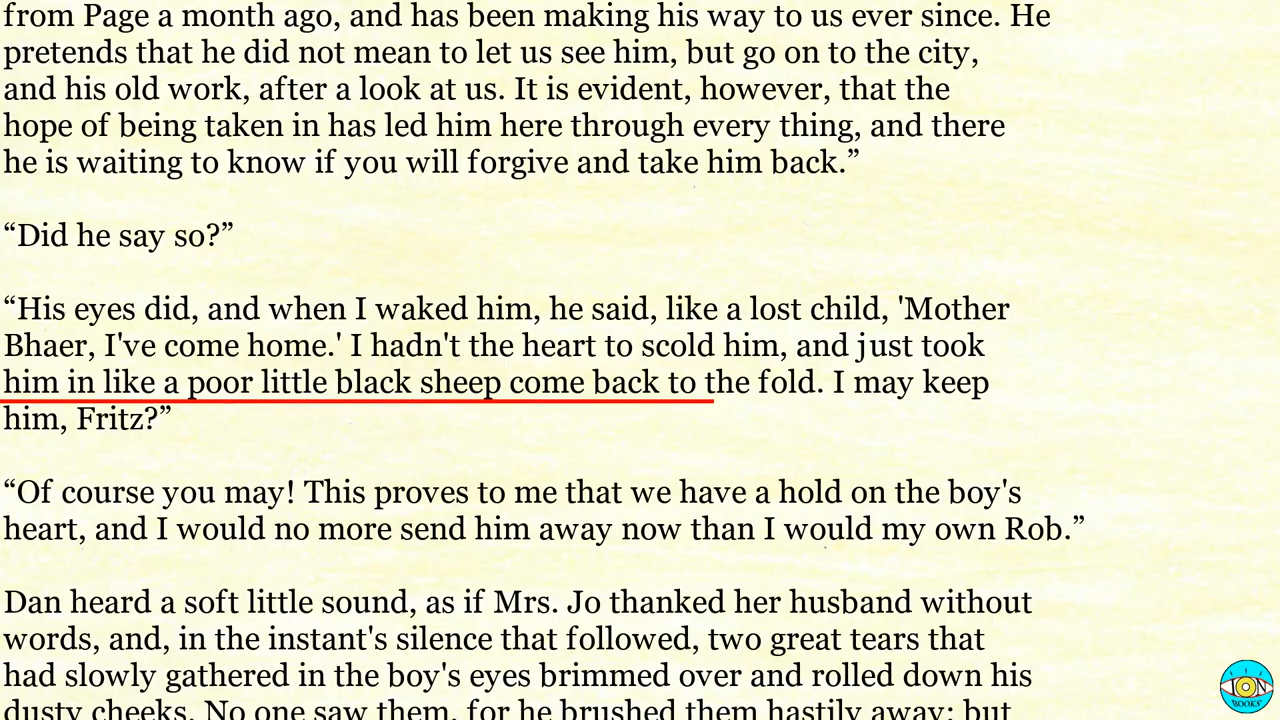 from Page a month ago, and has been making his way to us ever since. He
pretends that he did not mean to let us see him, but go on to the city,
and his old work, after a look at us. It is evident, however, that the
hope of being taken in has led him here through every thing, and there
he is waiting to know if you will forgive and take him back.”
“Did he say so?”
“His eyes did, and when I waked him, he said, like a lost child, 'Mother
Bhaer, I've come home.' I hadn't the heart to scold him, and just took
him in like a poor little black sheep come back to the fold. I may keep
him, Fritz?”
“Of course you may! This proves to me that we have a hold on the boy's
heart, and I would no more send him away now than I would my own Rob.”
Dan heard a soft little sound, as if Mrs. Jo thanked her husband without
words, and, in the instant's silence that followed, two great tears that
had slowly gathered in the boy's eyes brimmed over and rolled down his
dusty cheeks. No one saw them, for he brushed them hastily away; but
ION
BOOKS